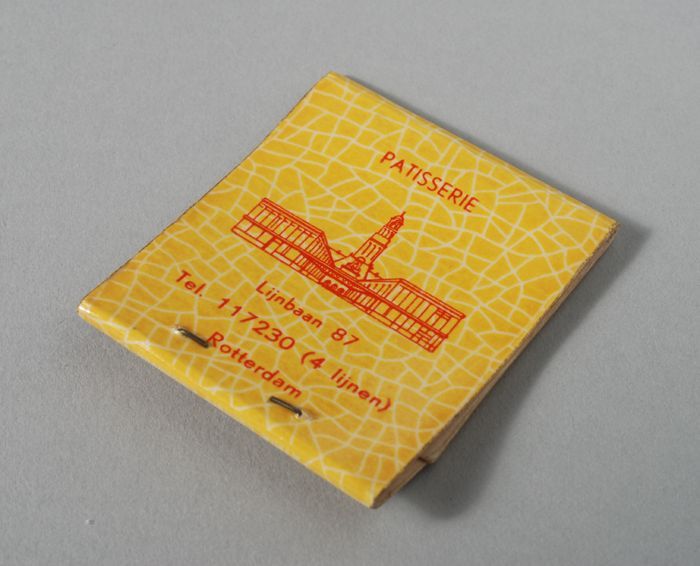 PATISSERIE
Lijnbaan 87
Tel. 117230 (4 lijnen)
Rotterdam